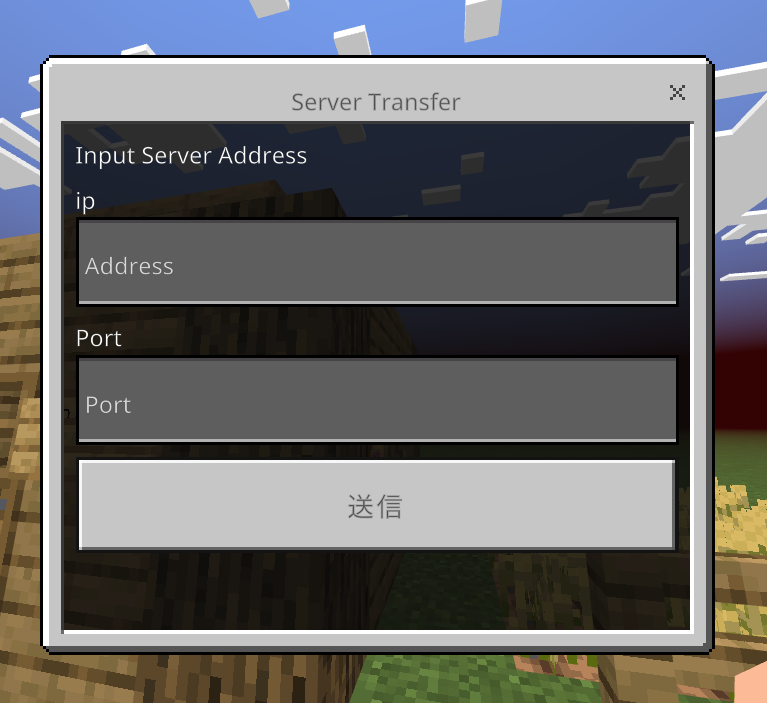 Server Transfer
Input Server Address
ip
Address
Port
Port
送信